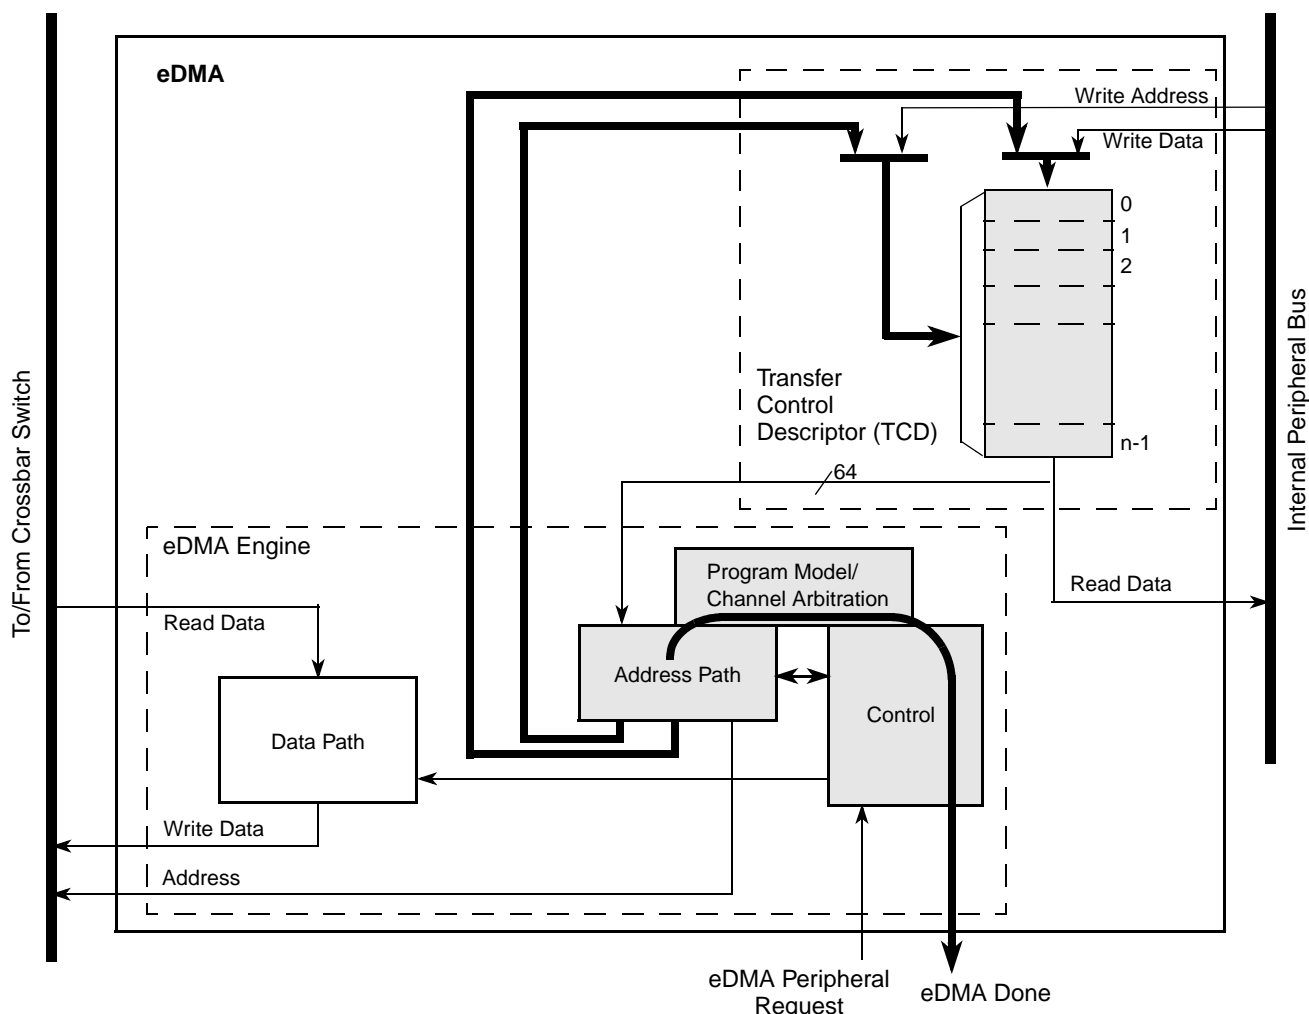 eDMA
Write Address
Write Data
0
1
2
n-1
Transfer
Control
Descriptor (TCD)
64
To/From Crossbar Switch
Internal Peripheral Bus
eDMA Engine
Program Model/
Channel Arbitration
Read Data
Read Data
Address Path
Control
Data Path
Write Data
Address
eDMA Peripheral
Request
eDMA Done